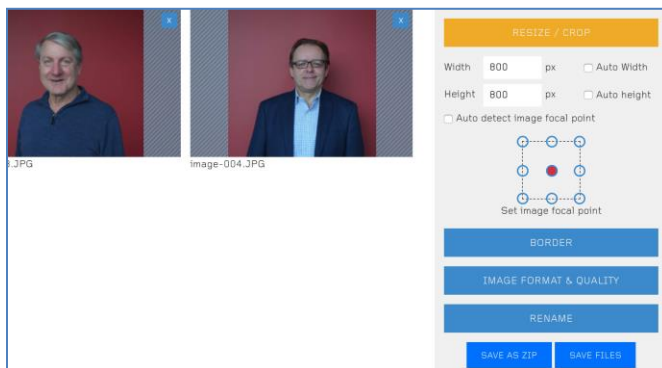 x
x
3.JPG
image-004.JPG
RESIZE / CROP
Width 800 px Auto Width
Height 800 px Auto height
Auto detect image focal point
Set image focal point
BORDER
IMAGE FORMAT & QUALITY
RENAME
SAVE AS ZIP SAVE FILES